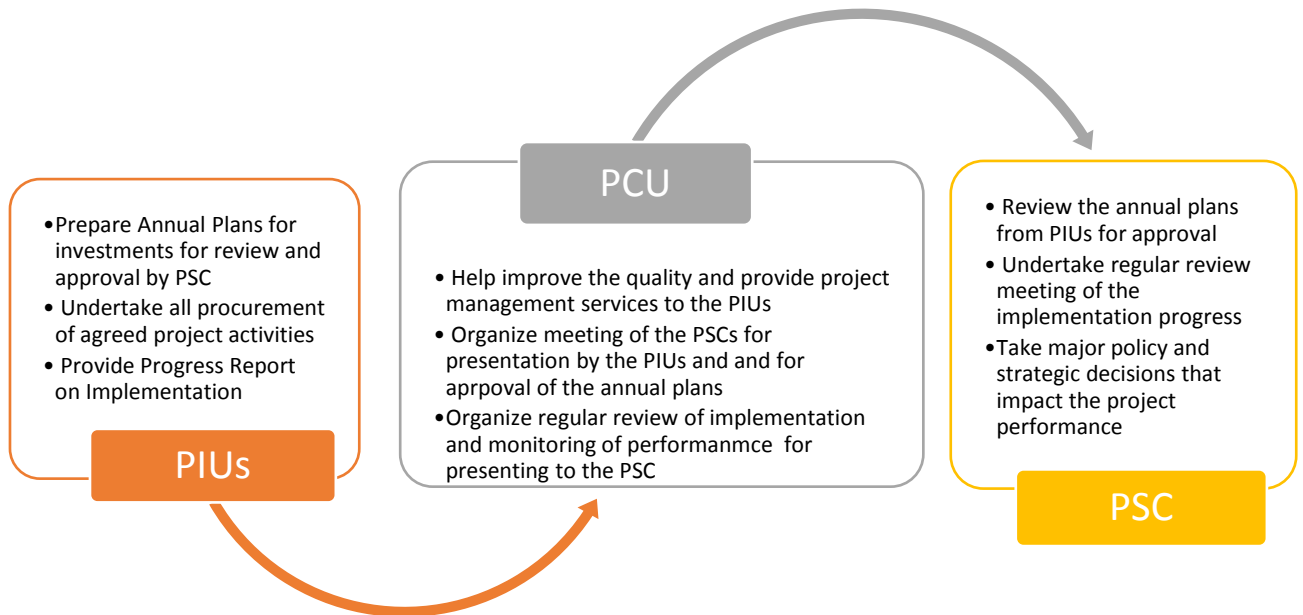 •Prepare Annual Plans for
investments for review and
approval by PSC
• Undertake all procurement
of agreed project activities
• Provide Progress Report
on Implementation
PIUs
PCU
• Help improve the quality and provide project
management services to the PIUs
• Organize meeting of the PSCs for
presentation by the PIUs and and for
aprpoval of the annual plans
•Organize regular review of implementation
and monitoring of performanmce for
presenting to the PSC
• Review the annual plans
from PIUs for approval
• Undertake regular review
meeting of the
implementation progress
•Take major policy and
strategic decisions that
impact the project
performance
PSC